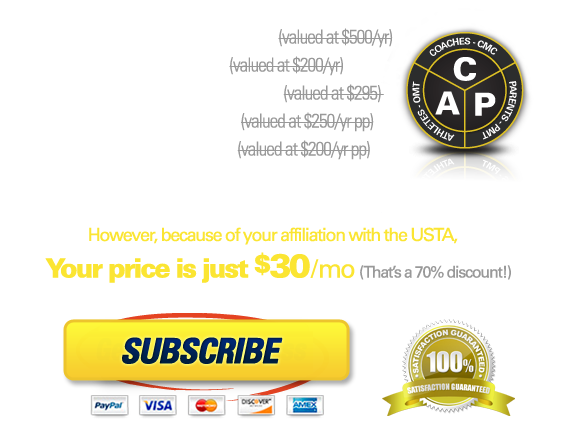 (valued at $500/yr)
(valued at $200/yr)
(valued at $295)
(valued at $250/yr pp)
(valued at $200/yr pp)
COACHES - CMC
PARENTS - PMT
ATHLETES - OMT
C
A P
However, because of your affiliation with the USTA,
Your price is just $30/mo (That's a 70% discount!)
SUBSCRIBE
PayPal VISA MasterCard DISCOVER AMEX
SATISFACTION GUARANTEED
100%
SATISFACTION GUARANTEED